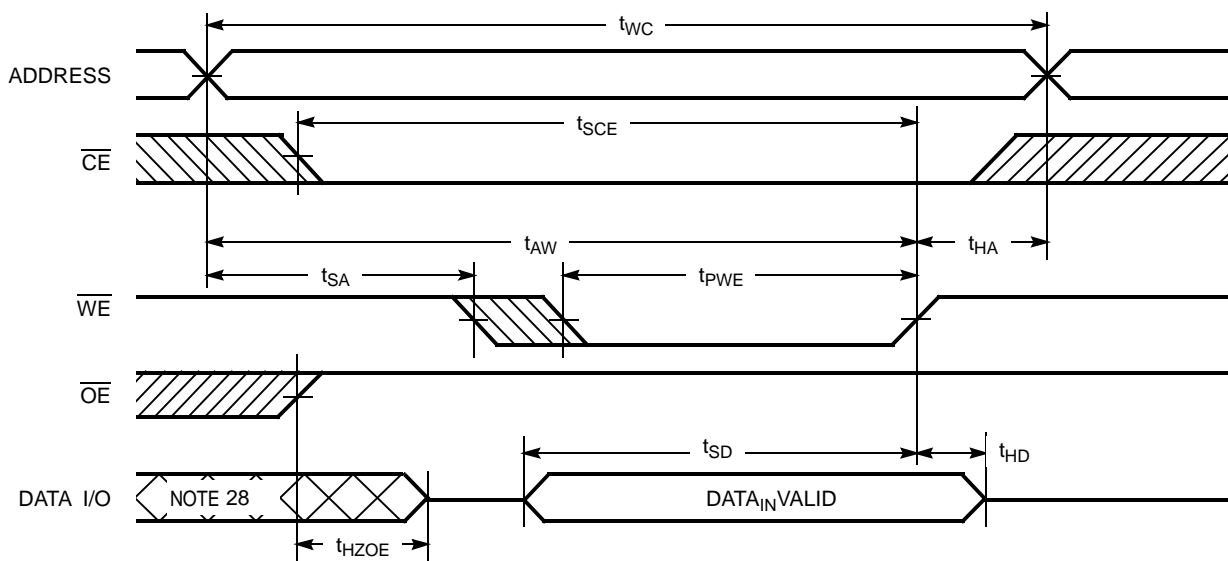 tWC
ADDRESS
tSCE
CE
tAW
tHA
tSA
tPWE
WE
OE
tSD
tHD
DATA I/O
NOTE 28
DATAINVALID
tHZOE